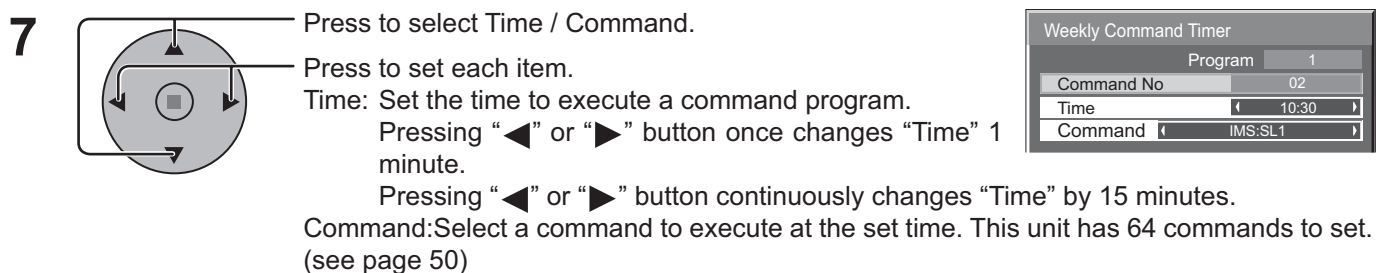 7
Press to select Time / Command.
Press to set each item.
Time: Set the time to execute a command program.
Pressing “◀” or “▶” button once changes “Time” 1
minute.
Pressing “◀” or “▶” button continuously changes “Time” by 15 minutes.
Command:Select a command to execute at the set time. This unit has 64 commands to set.
(see page 50)
Weekly Command Timer
Program 1
Command No 02
Time 10:30
Command IMS:SL1